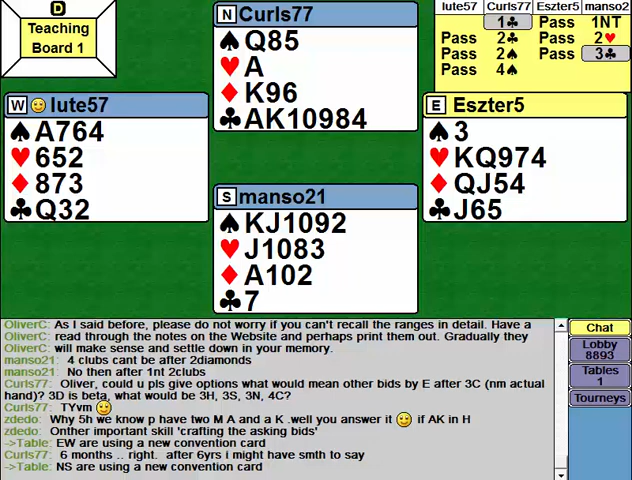 D
Teaching
Board 1
N Curls77
♠Q85
♥A
♦K96
♣AK10984
lute57 Curls77 Eszter5 manso2
1♣ Pass 1NT
Pass 2♣ Pass 2♥
Pass 2♠ Pass 3♣
Pass 4♠
W lute57
♠A764
♥652
♦873
♣Q32
E Eszter5
♠3
♥KQ974
♦QJ54
♣J65
S manso21
♠KJ1092
♥J1083
♦A102
♣7
OliverC: As I said before, please do not worry if you can't recall the ranges in detail. Have a
OliverC: read through the notes on the Website and perhaps print them out. Gradually they
OliverC: will make sense and settle down in your memory.
manso21: 4 clubs cant be after 2diamonds
manso21: No then after 1nt 2clubs
Curls77: Oliver, could u pls give options what would mean other bids by E after 3C (nm actual
hand)? 3D is beta, what would be 3H, 3S, 3N, 4C?
Curls77: TYvm
zdedo: Why 5h we know p have two M A and a K .well you answer it if AK in H
zdedo: Onther important skill 'crafting the asking bids'
->Table: EW are using a new convention card
Curls77: 6 months .. right. after 6yrs i might have smth to say
->Table: NS are using a new convention card
Chat
Lobby
8893
Tables
1
Tourneys